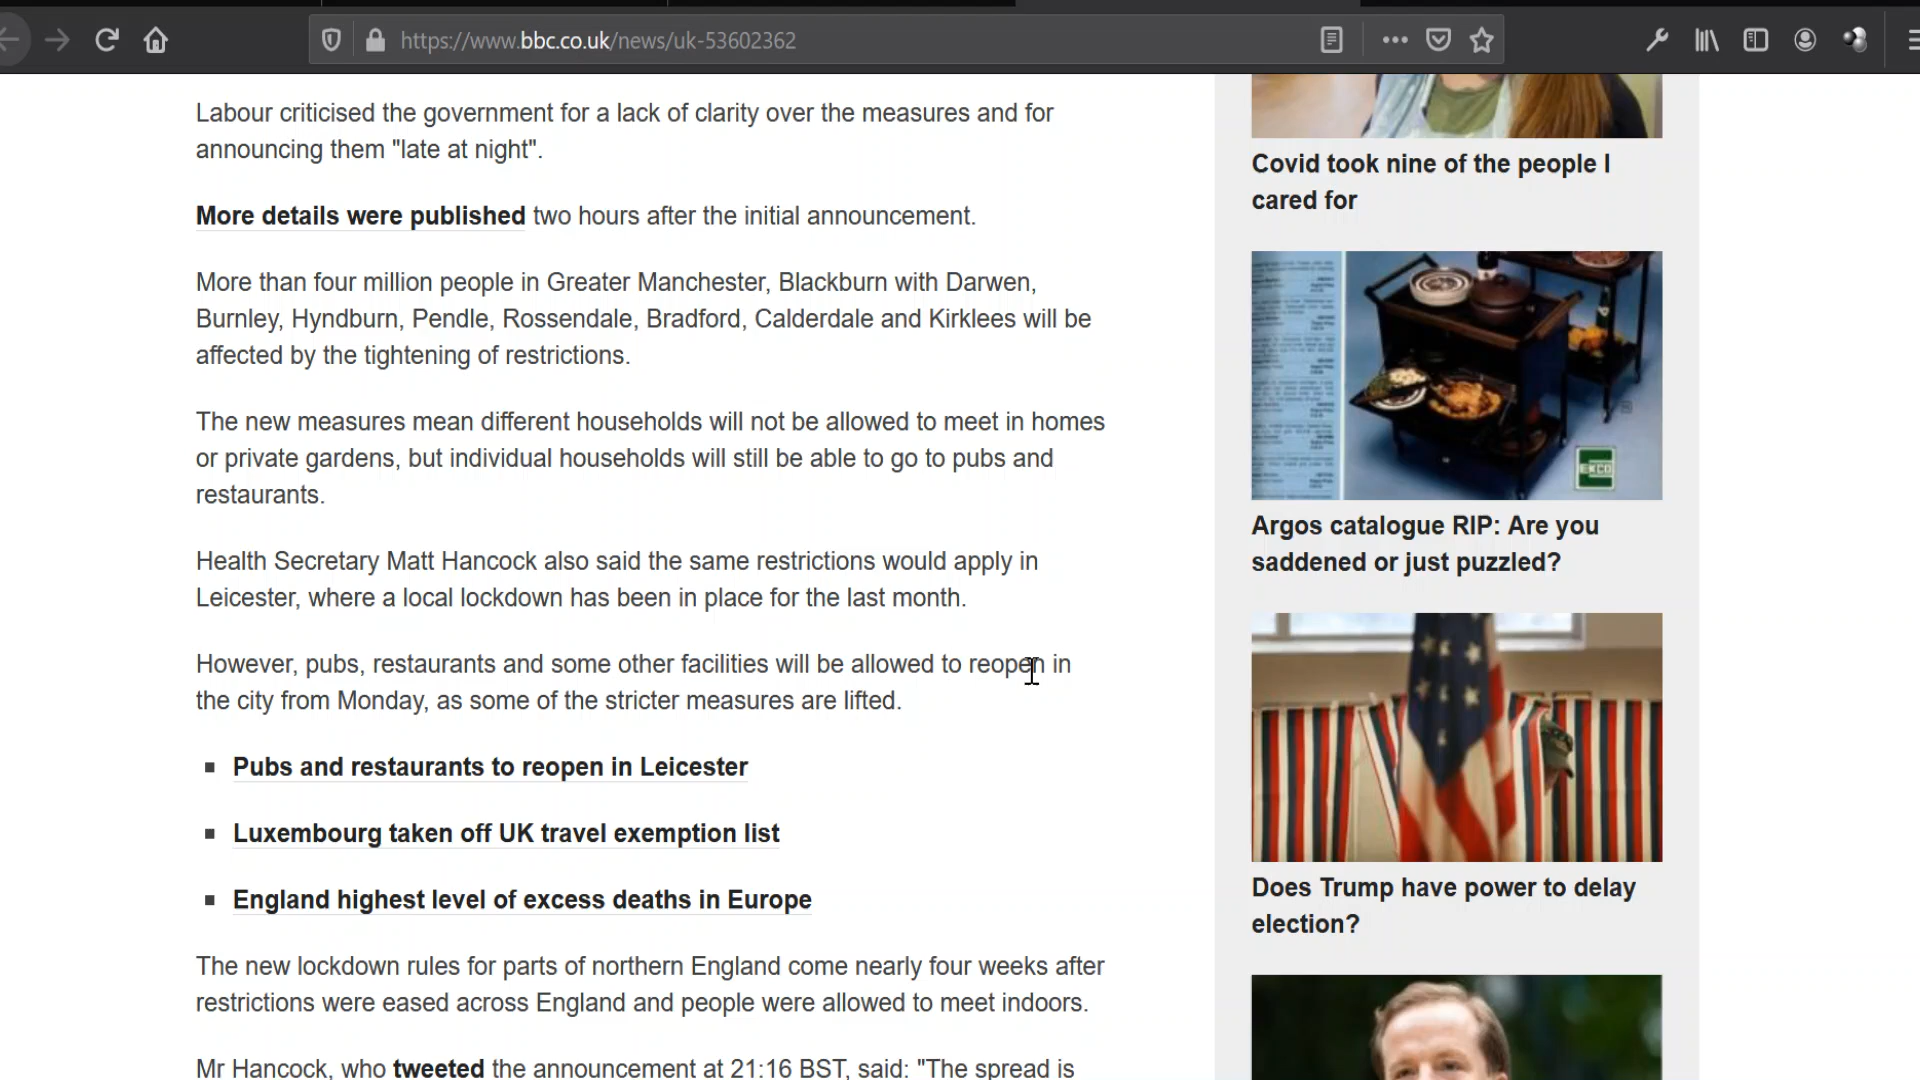 https://www.bbc.co.uk/news/uk-53602362
Labour criticised the government for a lack of clarity over the measures and for
announcing them "late at night".
More details were published two hours after the initial announcement.
More than four million people in Greater Manchester, Blackburn with Darwen,
Burnley, Hyndburn, Pendle, Rossendale, Bradford, Calderdale and Kirklees will be
affected by the tightening of restrictions.
The new measures mean different households will not be allowed to meet in homes
or private gardens, but individual households will still be able to go to pubs and
restaurants.
Health Secretary Matt Hancock also said the same restrictions would apply in
Leicester, where a local lockdown has been in place for the last month.
However, pubs, restaurants and some other facilities will be allowed to reopen in
the city from Monday, as some of the stricter measures are lifted.
Pubs and restaurants to reopen in Leicester
Luxembourg taken off UK travel exemption list
England highest level of excess deaths in Europe
The new lockdown rules for parts of northern England come nearly four weeks after
restrictions were eased across England and people were allowed to meet indoors.
Mr Hancock, who tweeted the announcement at 21:16 BST, said: "The spread is
Covid took nine of the people I
cared for
EKCO
Argos catalogue RIP: Are you
saddened or just puzzled?
Does Trump have power to delay
election?